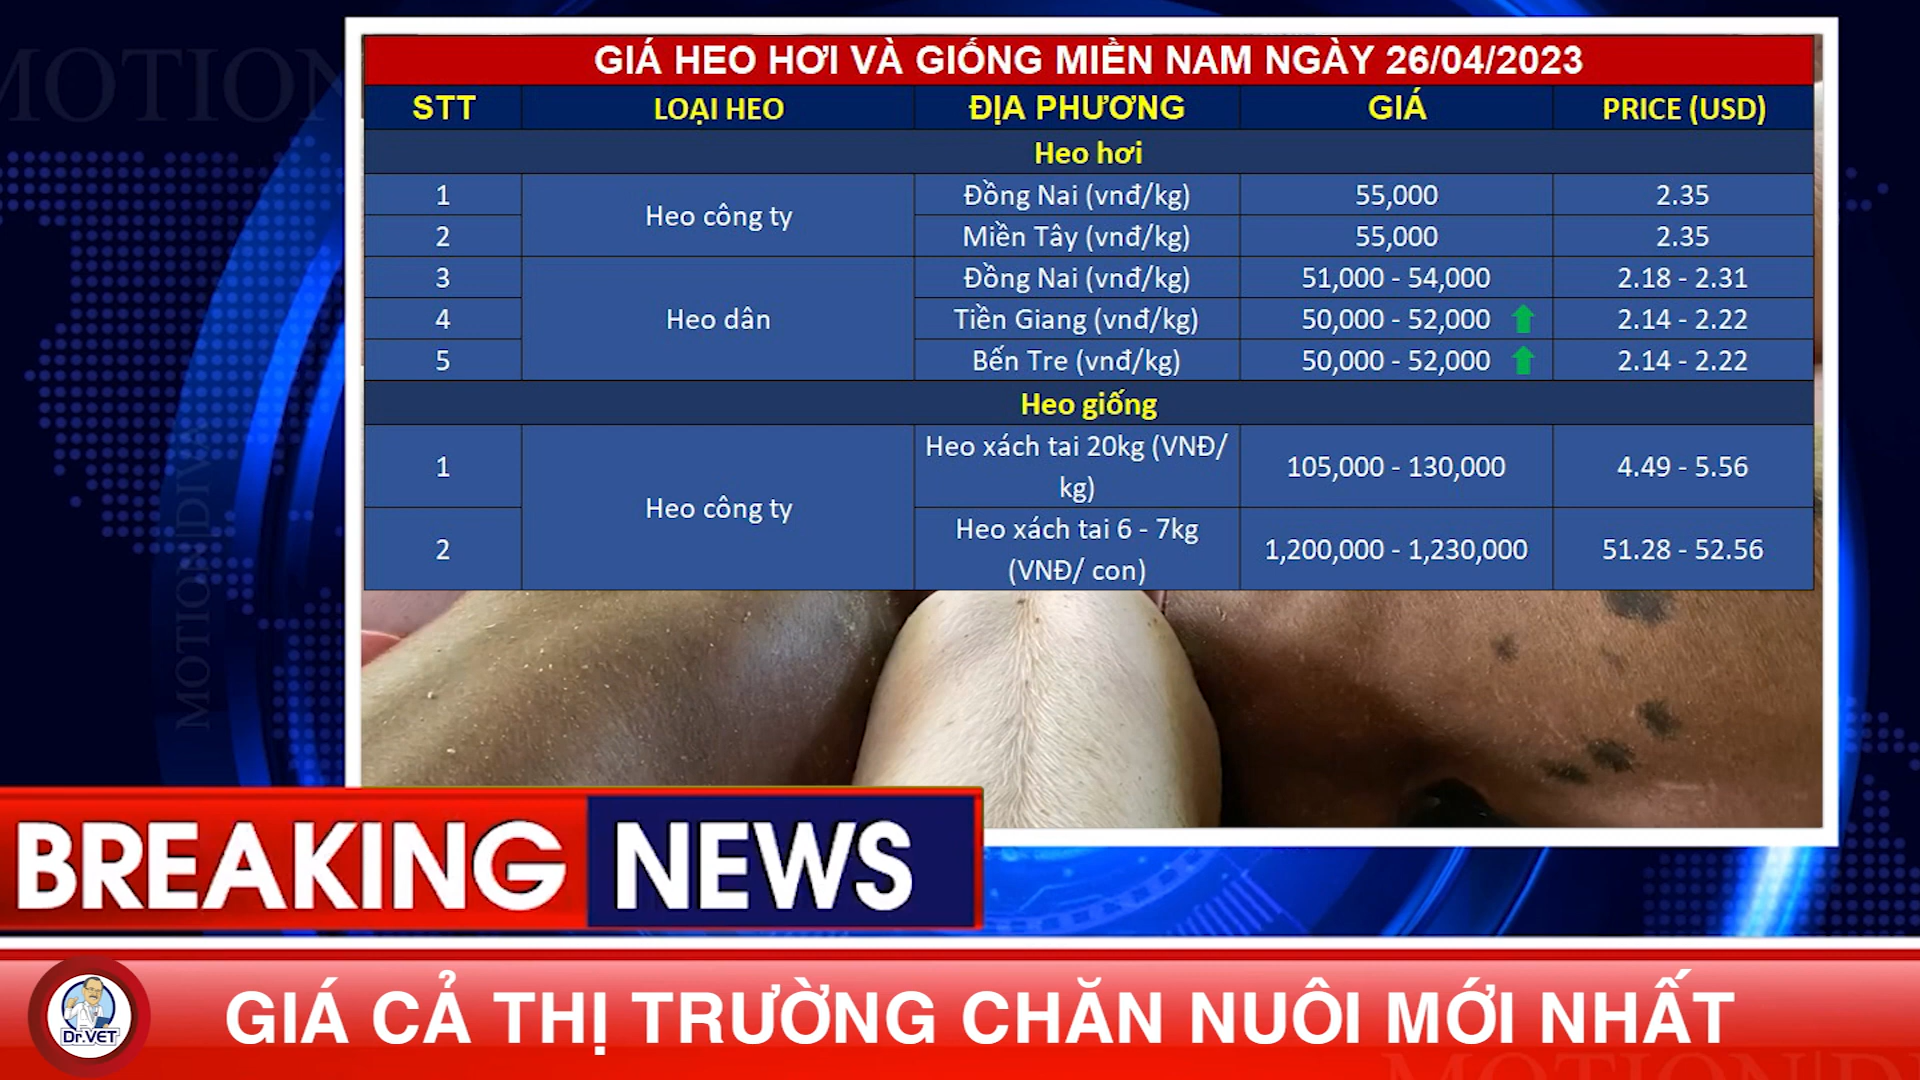 GIÁ HEO HƠI VÀ GIỐNG MIỀN NAM NGÀY 26/04/2023
STT LOẠI HEO ĐỊA PHƯƠNG GIÁ PRICE (USD)
Heo hơi
1 Heo công ty Đồng Nai (vnđ/kg) 55,000 2.35
2 Miền Tây (vnđ/kg) 55,000 2.35
3 Heo dân Đồng Nai (vnđ/kg) 51,000 - 54,000 2.18 - 2.31
4 Tiền Giang (vnđ/kg) 50,000 - 52,000 2.14 - 2.22
5 Bến Tre (vnđ/kg) 50,000 - 52,000 2.14 - 2.22
Heo giống
1 Heo công ty Heo xách tai 20kg (VNĐ/
kg) 105,000 - 130,000 4.49 - 5.56
2 Heo xách tai 6 - 7kg
(VNĐ/ con) 1,200,000 - 1,230,000 51.28 - 52.56
BREAKING NEWS
Dr.VET
GIÁ CẢ THỊ TRƯỜNG CHĂN NUÔI MỚI NHẤT
MOTION
MOTION|DIVA
MOTION|D